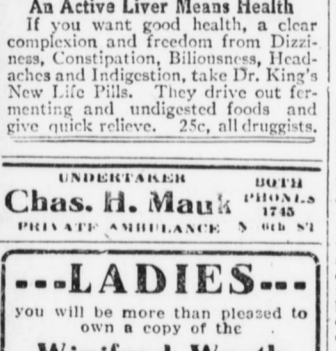 An Active Liver Means Health
If you want good health, a clear
complexion and freedom from Dizzi-
ness, Constipation, Biliousness, Head-
aches and Indigestion, take Dr. King's
New Life Pills. They drive out fer-
menting and undigested foods and
give quick relieve. 25c, all druggists.
UNDERTAKER
Chas. H. Mauk
BOTH
PHONES
1745
PRIVATE AMBULANCE
6th ST
---LADIES---
you will be more than pleased to
own a copy of the